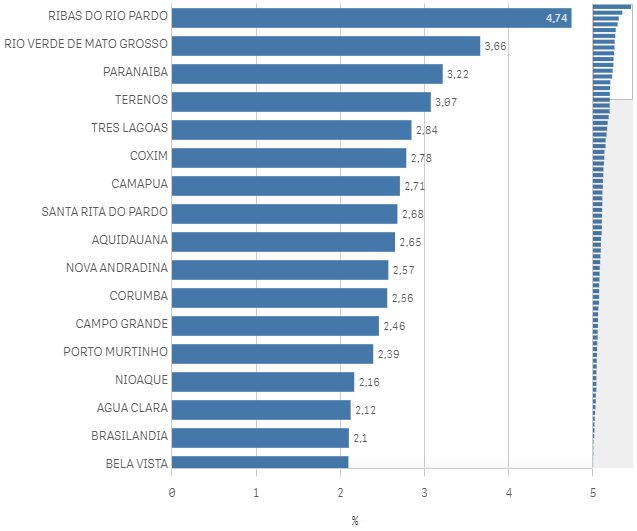 RIBAS DO RIO PARDO 4,74
RIO VERDE DE MATO GROSSO 3,66
PARANAIBA 3,22
TERENOS 3,07
TRES LAGOAS 2,84
COXIM 2,78
CAMAPUA 2,71
SANTA RITA DO PARDO 2,68
AQUIDAUANA 2,65
NOVA ANDRADINA 2,57
CORUMBA 2,56
CAMPO GRANDE 2,46
PORTO MURTINHO 2,39
NIOAQUE 2,16
AGUA CLARA 2,12
BRASILANDIA 2,1
BELA VISTA
0 1 2 3 4 5
%